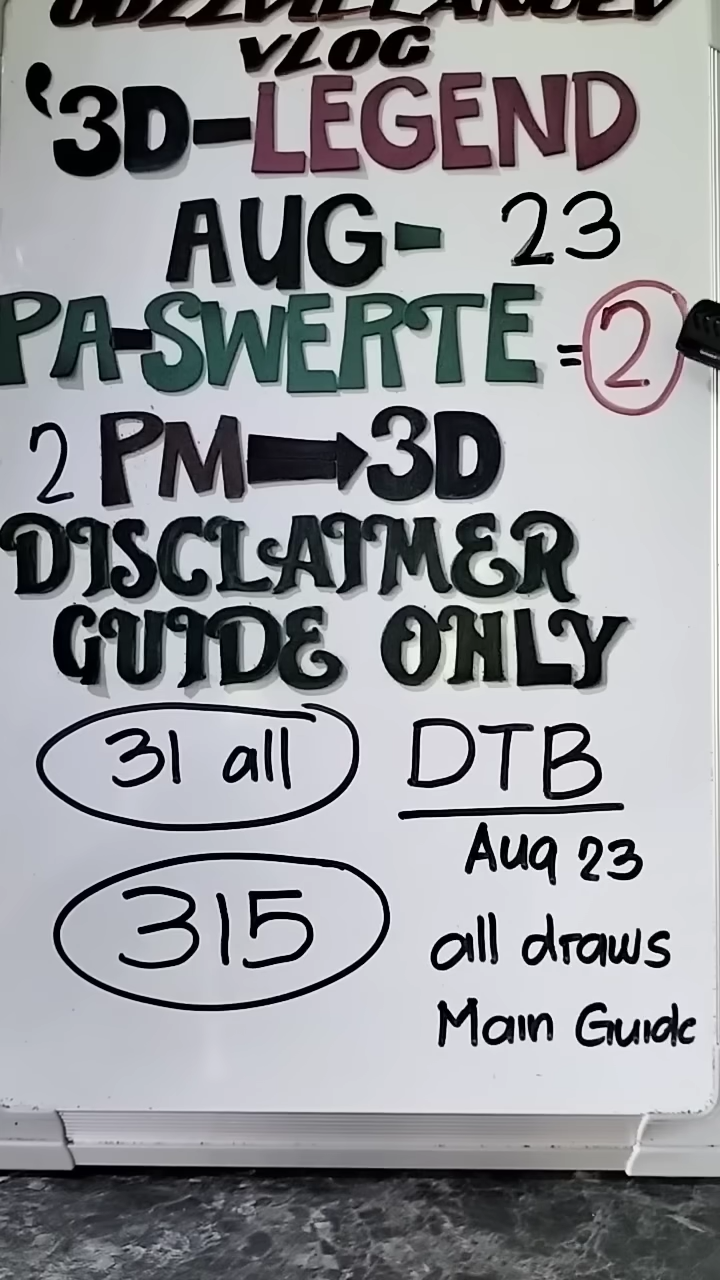 VLOG
'3D-LEGEND
AUG- 23
PA-SWERTE =2
2 PM➡3D
DISCLAIMER
GUIDE ONLY
31 all
315
DTB
Aug 23
all draws
Main Guide